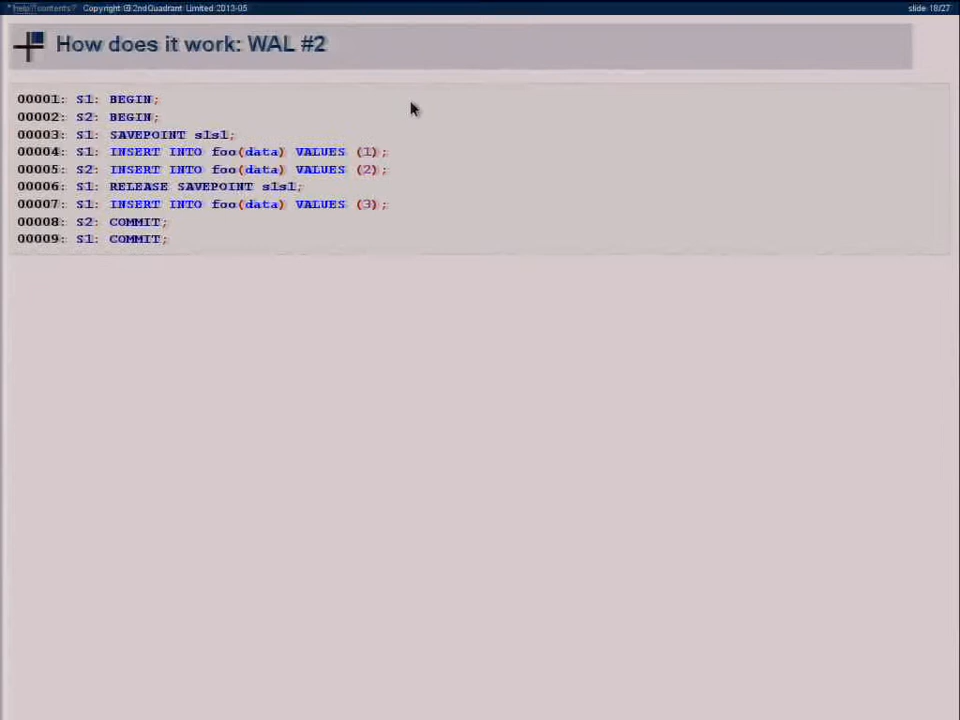 help contents? Copyright @ 2ndQuadrant Limited 2013-05 slide 18/27
How does it work: WAL #2
00001: S1: BEGIN;
00002: S2: BEGIN;
00003: S1: SAVEPOINT s1s1;
00004: S1: INSERT INTO foo(data) VALUES (1);
00005: S2: INSERT INTO foo(data) VALUES (2);
00006: S1: RELEASE SAVEPOINT s1s1;
00007: S1: INSERT INTO foo(data) VALUES (3);
00008: S2: COMMIT;
00009: S1: COMMIT;